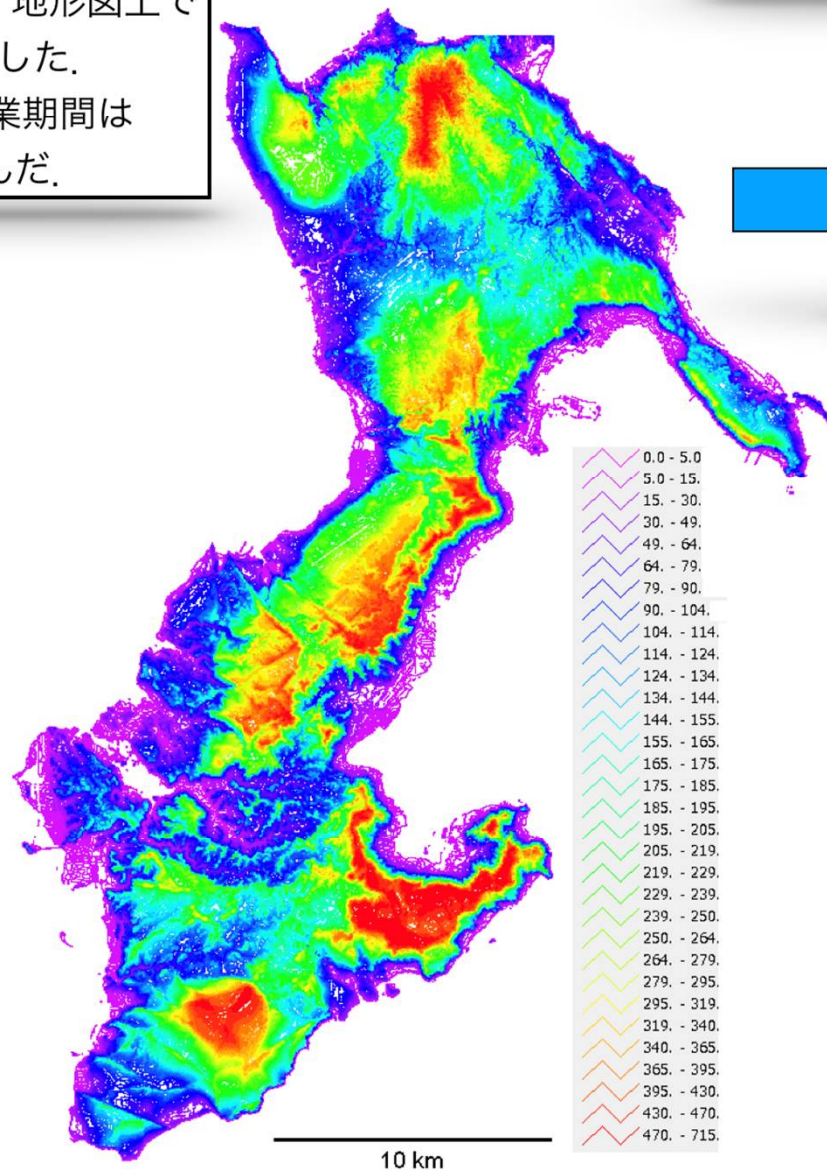 地形図上で
した.
業期間は
んだ.
0.0 - 5.0
5.0 - 15.
15. - 30.
30. - 49.
49. - 64.
64. - 79.
79. - 90.
90. - 104.
104. - 114.
114. - 124.
124. - 134.
134. - 144.
144. - 155.
155. - 165.
165. - 175.
175. - 185.
185. - 195.
195. - 205.
205. - 219.
219. - 229.
229. - 239.
239. - 250.
250. - 264.
264. - 279.
279. - 295.
295. - 319.
319. - 340.
340. - 365.
365. - 395.
395. - 430.
430. - 470.
470. - 715.
10 km